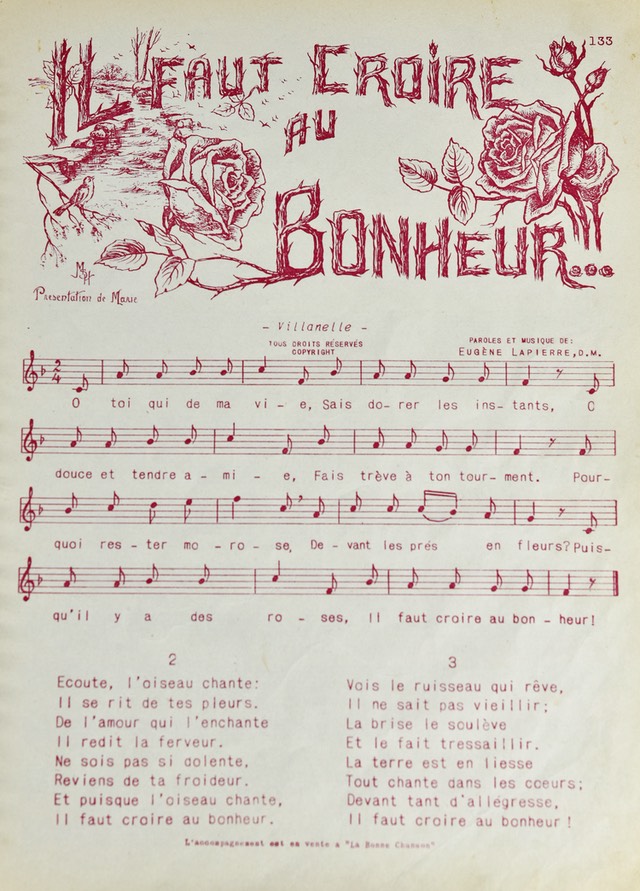 133
IL FAUT CROIRE
AU
BONHEUR...
MSH
Présentation de Marie
- Villanelle -
TOUS DROITS RÉSERVÉS
COPYRIGHT
PAROLES ET MUSIQUE DE:
EUGÈNE LAPIERRE, D.M.
2
4
O toi qui de ma vi - e, Sais do- rer les ins- tants, O
douce et tendre a - mi - e, Fais trève à ton tour- ment. Pour-
quoi res - ter mo - ro - se, De- vant les prés en fleurs? Puis-
qu'il y a des ro - ses, Il faut croire au bon - heur!
2
Ecoute, l'oiseau chante:
Il se rit de tes pleurs.
De l'amour qui l'enchante
Il redit la ferveur.
Ne sois pas si dolente,
Reviens de ta froideur.
Et puisque l'oiseau chante,
Il faut croire au bonheur.
3
Vois le ruisseau qui rêve,
Il ne sait pas vieillir;
La brise le soulève
Et le fait tressaillir.
La terre est en liesse
Tout chante dans les cœurs;
Devant tant d'allégresse,
Il faut croire au bonheur!
L'accompagnement est en vente à "La Bonne Chanson"